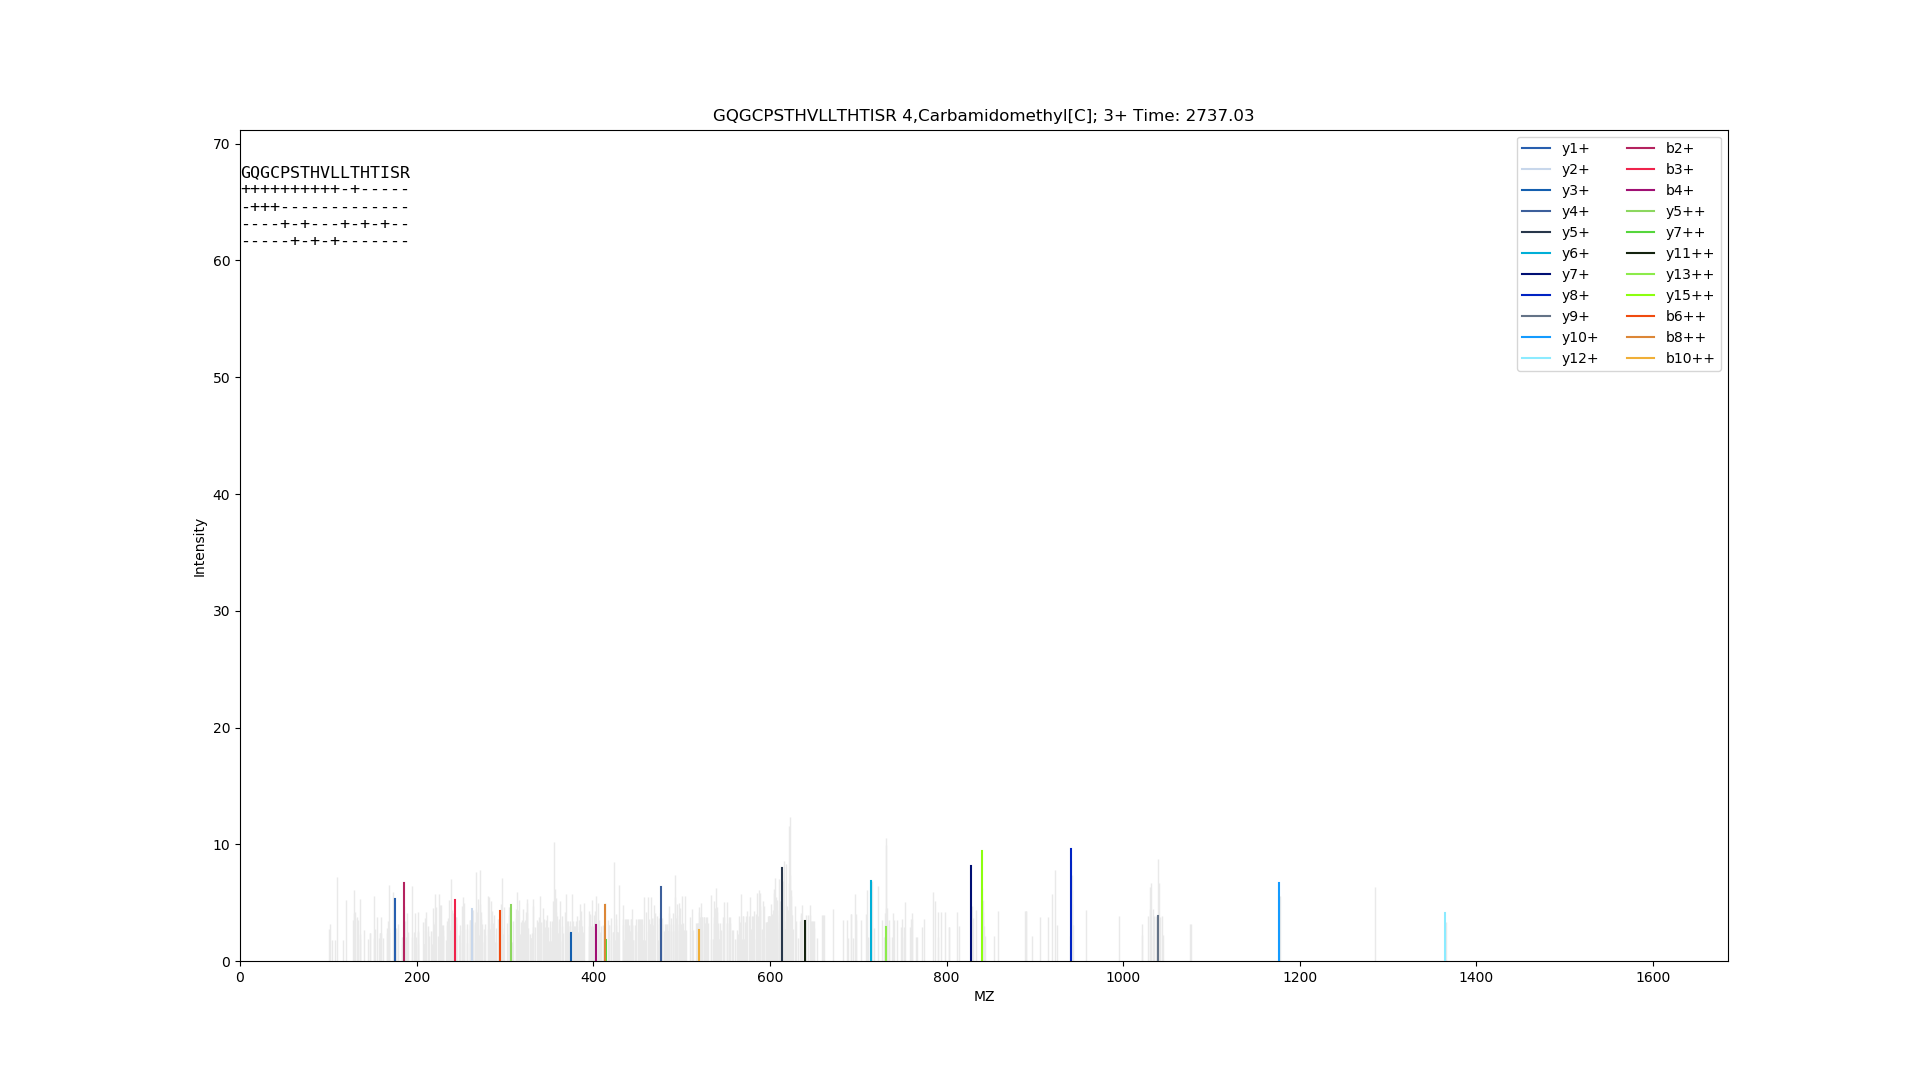 GQGCPSTHVLLTHTISR 4,Carbamidomethyl[C]; 3+ Time: 2737.03
70
60
50
40
30
20
10
0
Intensity
GQGCPSTHVLLTHTISR
++++++++++-+-----
-+++-------------
----+-+---+-+-+--
-----+-+-+-------
y1+
y2+
y3+
y4+
y5+
y6+
y7+
y8+
y9+
y10+
y12+
b2+
b3+
b4+
y5++
y7++
y11++
y13++
y15++
b6++
b8++
b10++
0
200
400
600
800
1000
1200
1400
1600
MZ